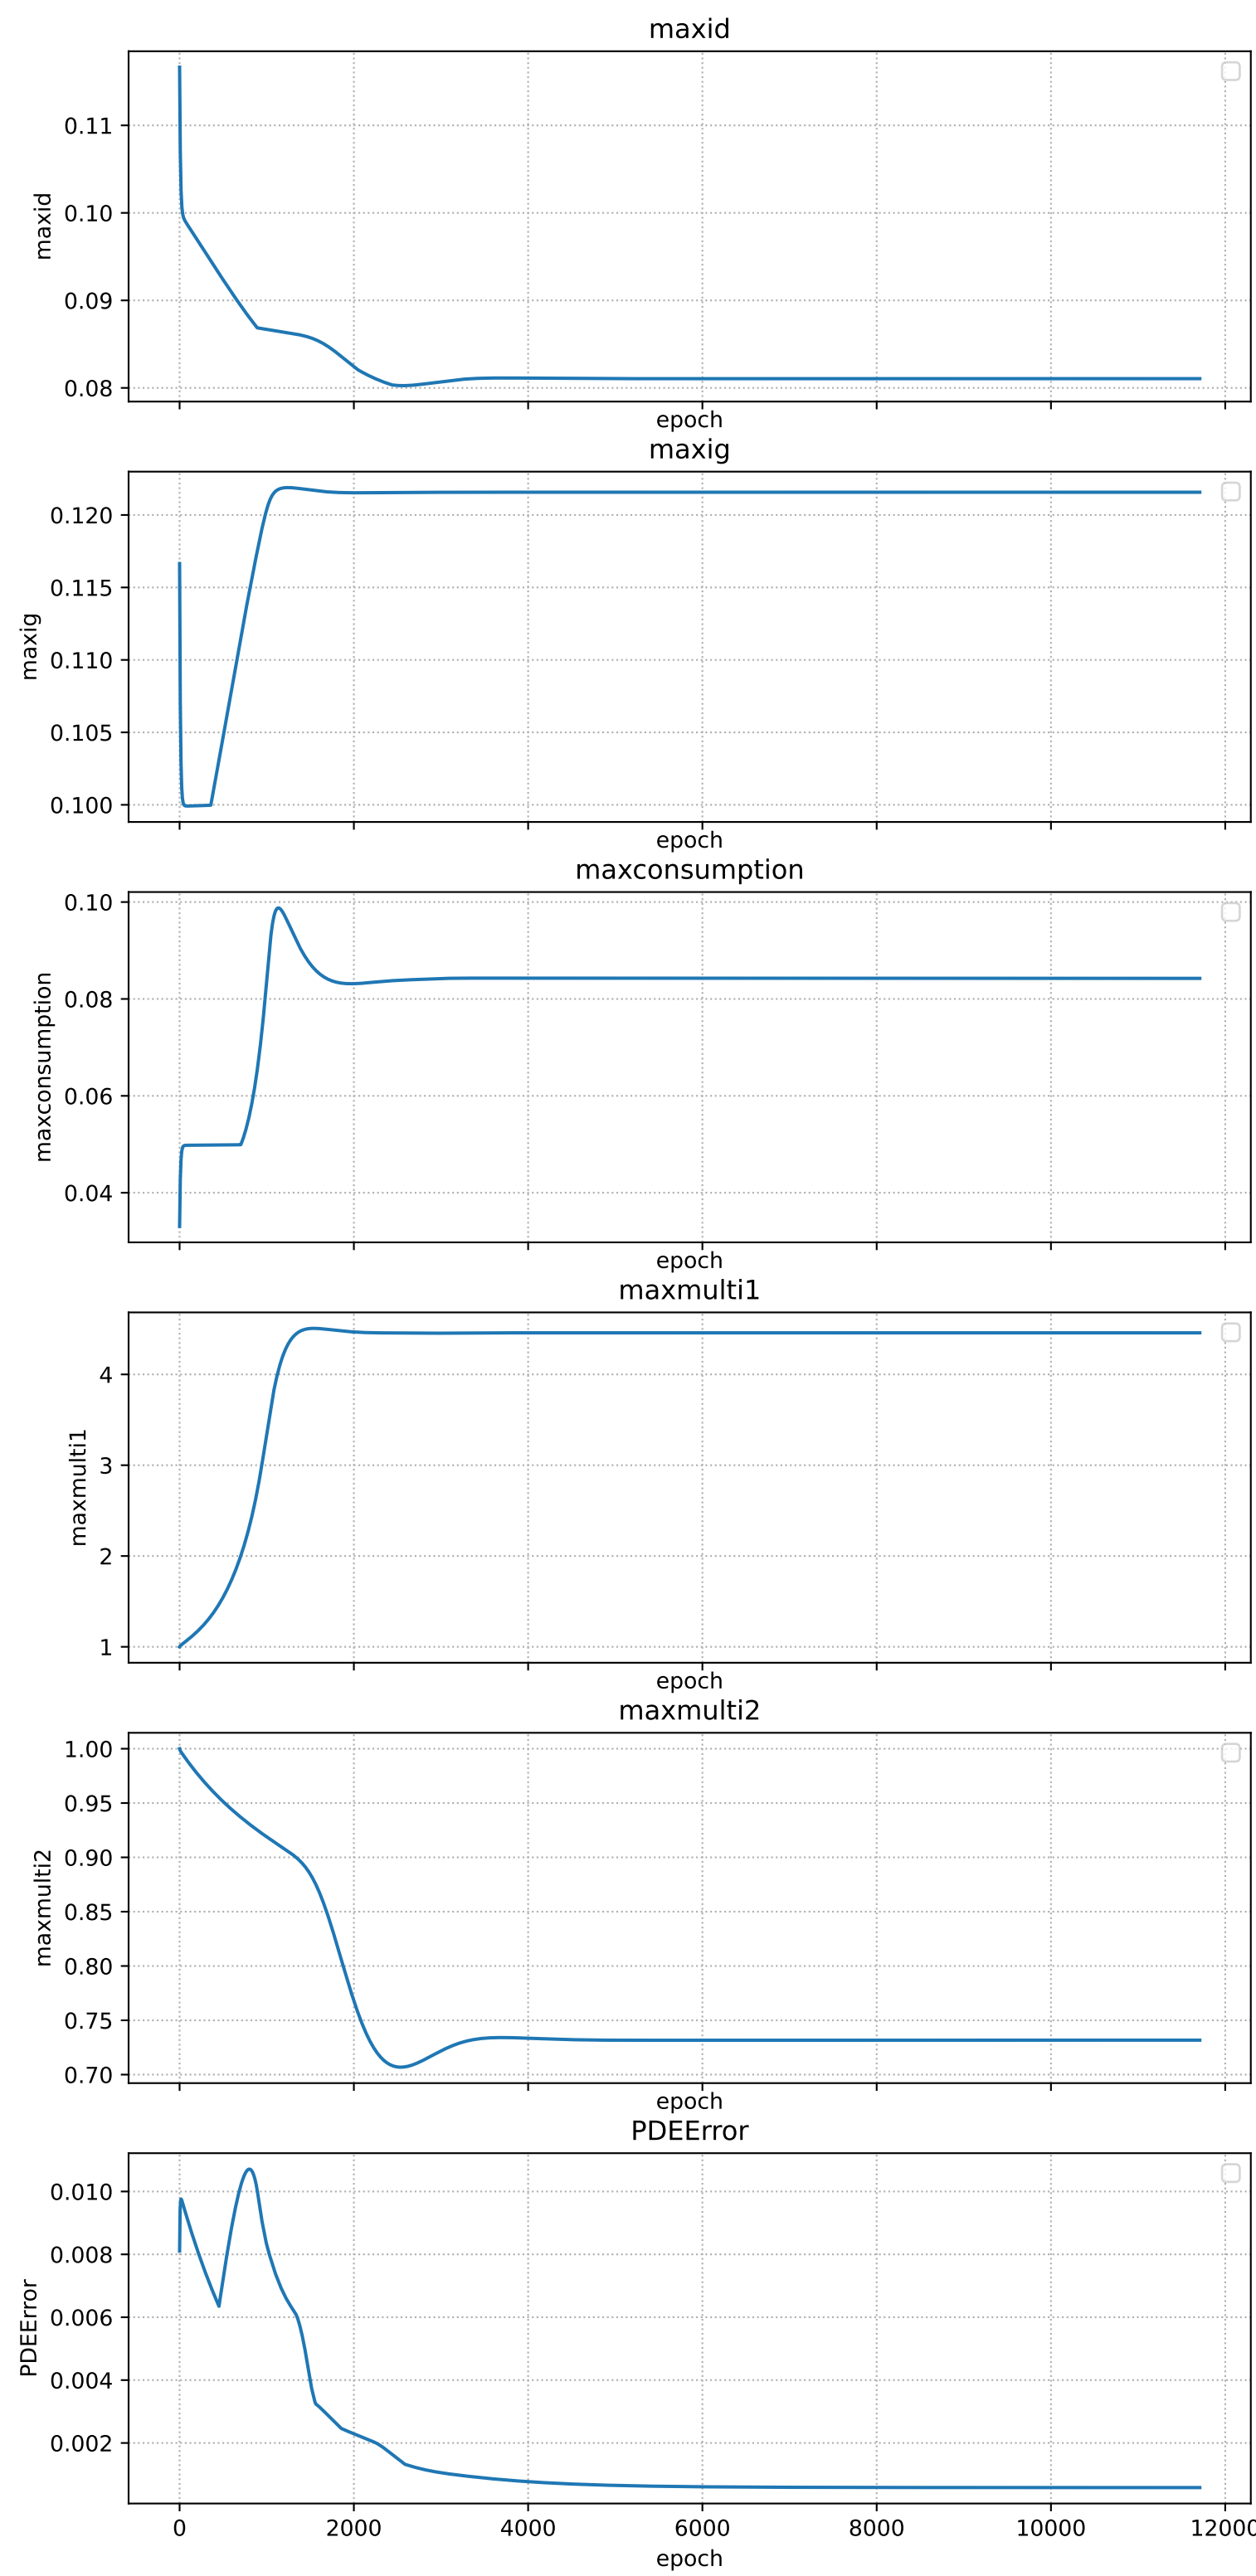 maxid
maxid
0.11
0.10
0.09
0.08
epoch
maxig
maxig
0.120
0.115
0.110
0.105
0.100
epoch
maxconsumption
maxconsumption
0.10
0.08
0.06
0.04
epoch
maxmulti1
maxmulti1
4
3
2
1
epoch
maxmulti2
maxmulti2
1.00
0.95
0.90
0.85
0.80
0.75
0.70
epoch
PDEError
PDEError
0.010
0.008
0.006
0.004
0.002
0 2000 4000 6000 8000 10000 12000
epoch